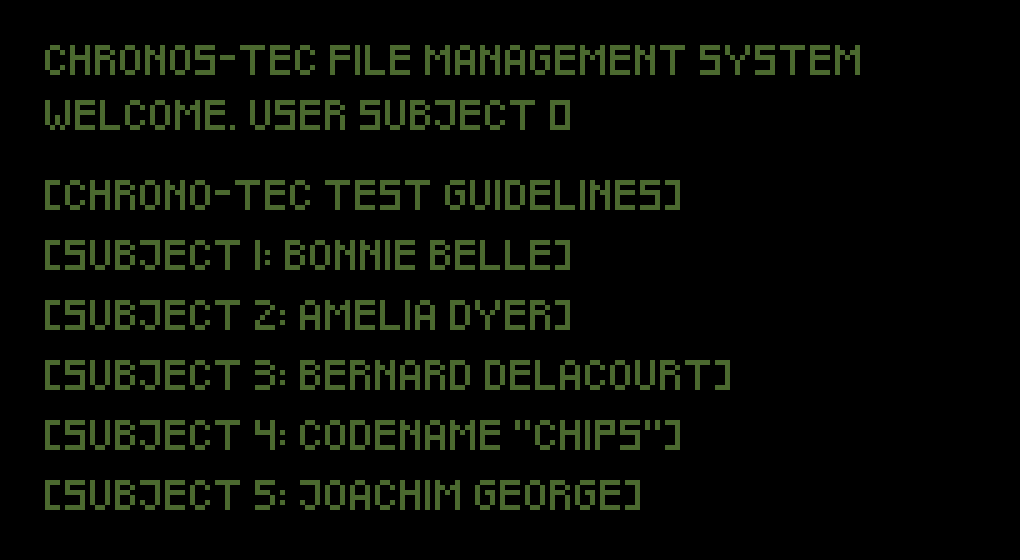 CHRONOS-TEC FILE MANAGEMENT SYSTEM
WELCOME. USER SUBJECT 0
[CHRONO-TEC TEST GUIDELINES]
[SUBJECT 1: BONNIE BELLE]
[SUBJECT 2: AMELIA DYER]
[SUBJECT 3: BERNARD DELACOURT]
[SUBJECT 4: CODENAME "CHIPS"]
[SUBJECT 5: JOACHIM GEORGE]